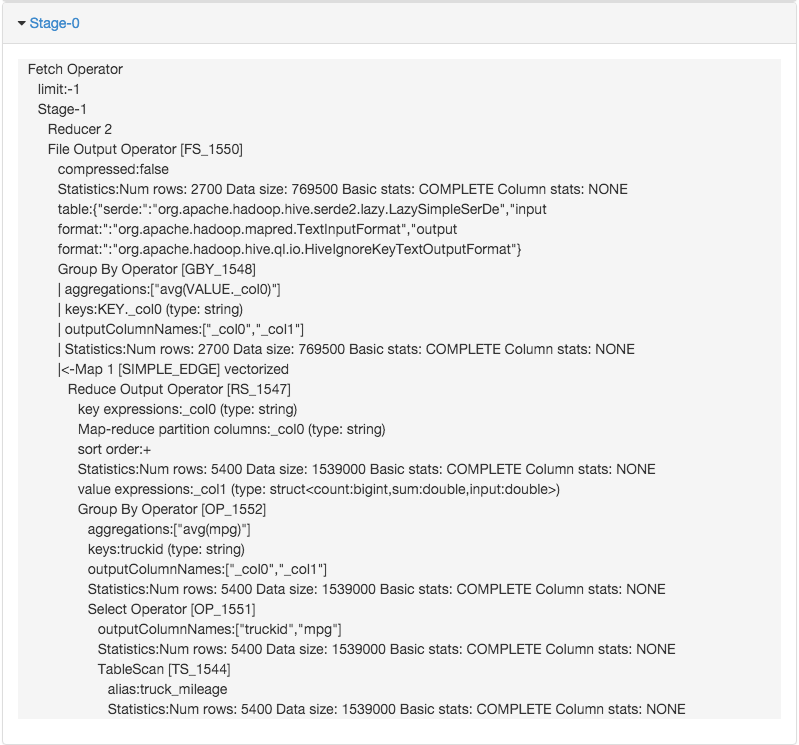 Stage-0
Fetch Operator
limit:-1
Stage-1
Reducer 2
File Output Operator [FS_1550]
compressed:false
Statistics:Num rows: 2700 Data size: 769500 Basic stats: COMPLETE Column stats: NONE
table:{"serde:":"org.apache.hadoop.hive.serde2.lazy.LazySimpleSerDe","input
format:":"org.apache.hadoop.mapred.TextInputFormat","output
format:":"org.apache.hadoop.hive.ql.io.HiveIgnoreKeyTextOutputFormat"}
Group By Operator [GBY_1548]
| aggregations:["avg(VALUE._col0)"]
| keys:KEY._col0 (type: string)
| outputColumnNames:["_col0","_col1"]
| Statistics:Num rows: 2700 Data size: 769500 Basic stats: COMPLETE Column stats: NONE
|<-Map 1 [SIMPLE_EDGE] vectorized
Reduce Output Operator [RS_1547]
key expressions:_col0 (type: string)
Map-reduce partition columns:_col0 (type: string)
sort order:+
Statistics:Num rows: 5400 Data size: 1539000 Basic stats: COMPLETE Column stats: NONE
value expressions:_col1 (type: struct<count:bigint,sum:double,input:double>)
Group By Operator [OP_1552]
aggregations:["avg(mpg)"]
keys:truckid (type: string)
outputColumnNames:["_col0","_col1"]
Statistics:Num rows: 5400 Data size: 1539000 Basic stats: COMPLETE Column stats: NONE
Select Operator [OP_1551]
outputColumnNames:["truckid","mpg"]
Statistics:Num rows: 5400 Data size: 1539000 Basic stats: COMPLETE Column stats: NONE
TableScan [TS_1544]
alias:truck_mileage
Statistics:Num rows: 5400 Data size: 1539000 Basic stats: COMPLETE Column stats: NONE